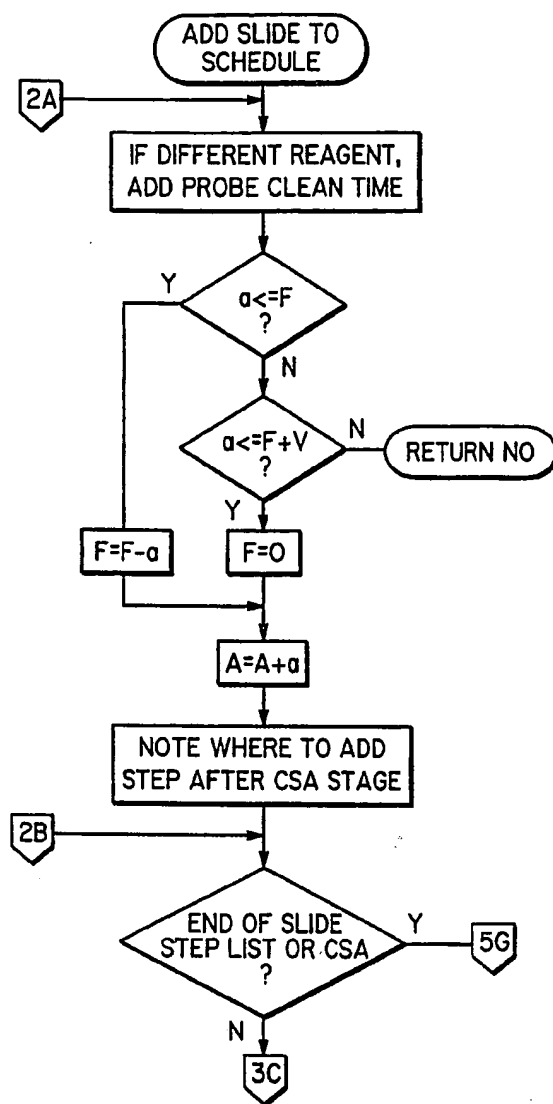 ADD SLIDE TO
SCHEDULE
2A
IF DIFFERENT REAGENT,
ADD PROBE CLEAN TIME
Y
a<=F
?
N
a<=F+V
?
N
RETURN NO
Y
F=F-a
F=0
A=A+a
NOTE WHERE TO ADD
STEP AFTER CSA STAGE
2B
END OF SLIDE
STEP LIST OR CSA
?
Y
5G
N
3C